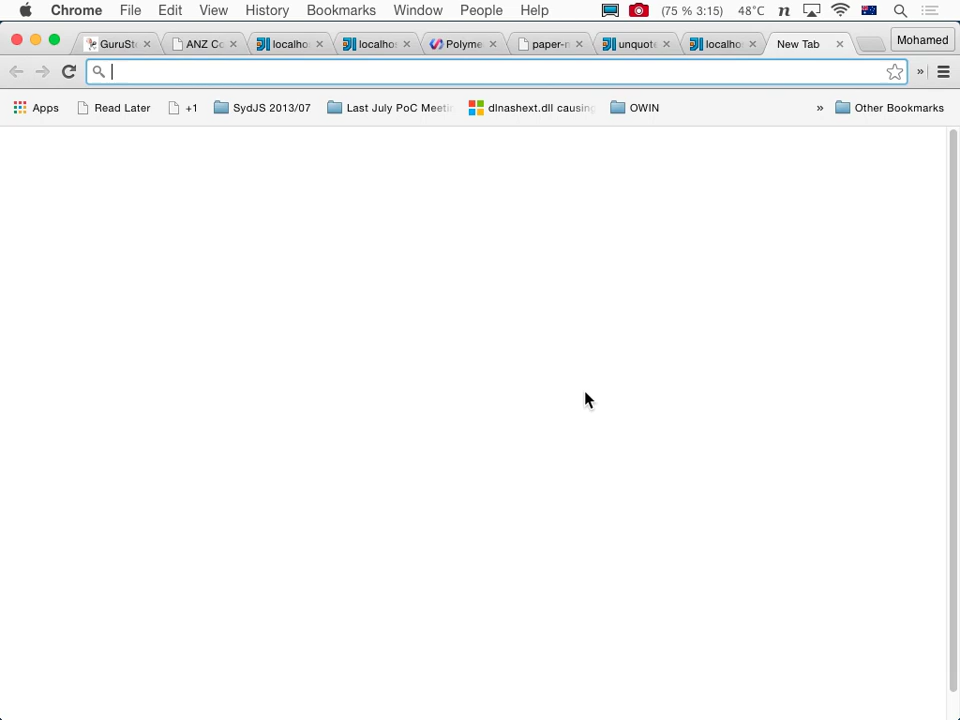 Chrome File Edit View History Bookmarks Window People Help (75 % 3:15) 48°C n
GuruSt ANZ Co localho localho Polyme paper-r unquote localho New Tab Mohamed
Apps Read Later +1 SydJS 2013/07 Last July PoC Meeti dlnashext.dll causing OWIN » Other Bookmarks